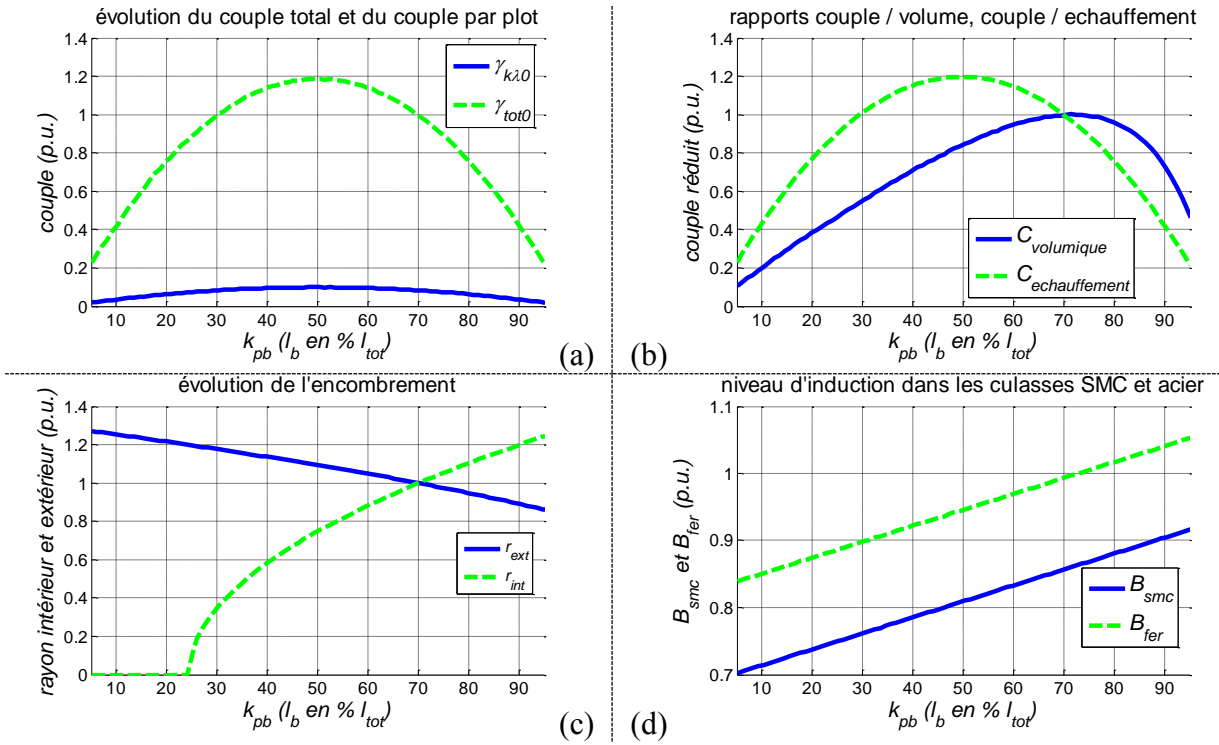 évolution du couple total et du couple par plot
couple (p.u.)
1.4
1.2
1
0.8
0.6
0.4
0.2
0
γkλ0
γtot0
10 20 30 40 50 60 70 80 90
kpb (lb en % ltot)
(a)
rapports couple / volume, couple / echauffement
couple réduit (p.u.)
1.4
1.2
1
0.8
0.6
0.4
0.2
0
Cvolumique
Cechauffement
10 20 30 40 50 60 70 80 90
kpb (lb en % ltot)
(b)
évolution de l'encombrement
rayon intérieur et extérieur (p.u.)
1.4
1.2
1
0.8
0.6
0.4
0.2
0
rext
rint
10 20 30 40 50 60 70 80 90
kpb (lb en % ltot)
(c)
niveau d'induction dans les culasses SMC et acier
Bsmc et Bfer (p.u.)
1.1
1
0.9
0.8
0.7
Bsmc
Bfer
10 20 30 40 50 60 70 80 90
kpb (lb en % ltot)
(d)